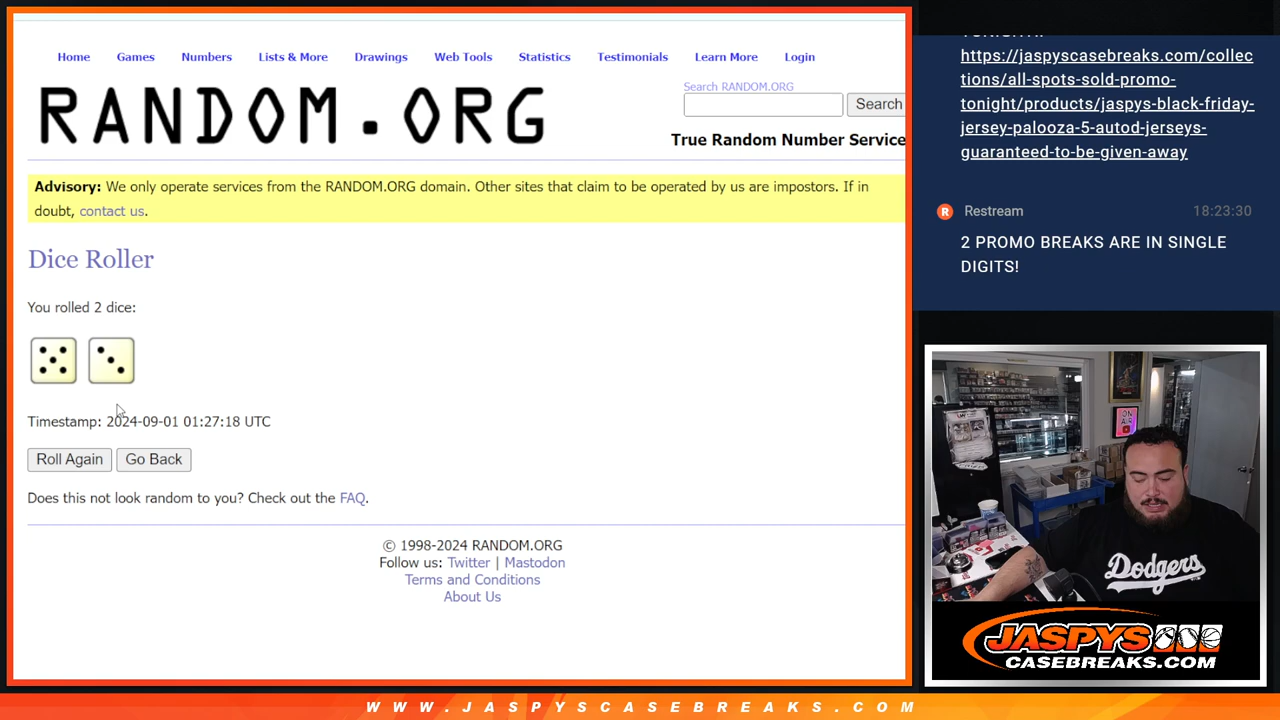 Home Games Numbers Lists & More Drawings Web Tools Statistics Testimonials Learn More Login
RANDOM.ORG
Search RANDOM.ORG
Search
True Random Number Service
Advisory: We only operate services from the RANDOM.ORG domain. Other sites that claim to be operated by us are impostors. If in
doubt, contact us.
Dice Roller
You rolled 2 dice:
Timestamp: 2024-09-01 01:27:18 UTC
Roll Again Go Back
Does this not look random to you? Check out the FAQ.
© 1998-2024 RANDOM.ORG
Follow us: Twitter | Mastodon
Terms and Conditions
About Us
https://jaspyscasebreaks.com/collec
tions/all-spots-sold-promo-
tonight/products/jaspys-black-friday-
jersey-palooza-5-autod-jerseys-
guaranteed-to-be-given-away
R Restream 18:23:30
2 PROMO BREAKS ARE IN SINGLE
DIGITS!
ON
AIR
Dodgers
JASPYS
CASEBREAKS.COM
WWW.JASPYSCASEBREAKS.COM